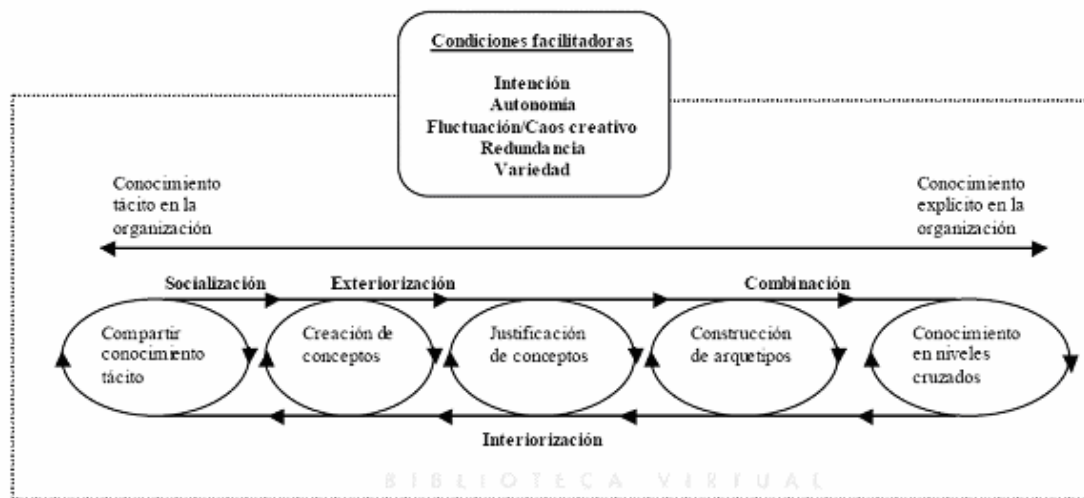 Condiciones facilitadoras
Intención
Autonomía
Fluctuación/Caos creativo
Redundancia
Variedad
Conocimiento
tácito en la
organización
Conocimiento
explícito en la
organización
Socialización
Exteriorización
Combinación
Compartir
conocimiento
tácito
Creación de
conceptos
Justificación
de conceptos
Construcción
de arquetipos
Conocimiento
en niveles
cruzados
Interiorización
BIBLIOTECA VIRTUAL